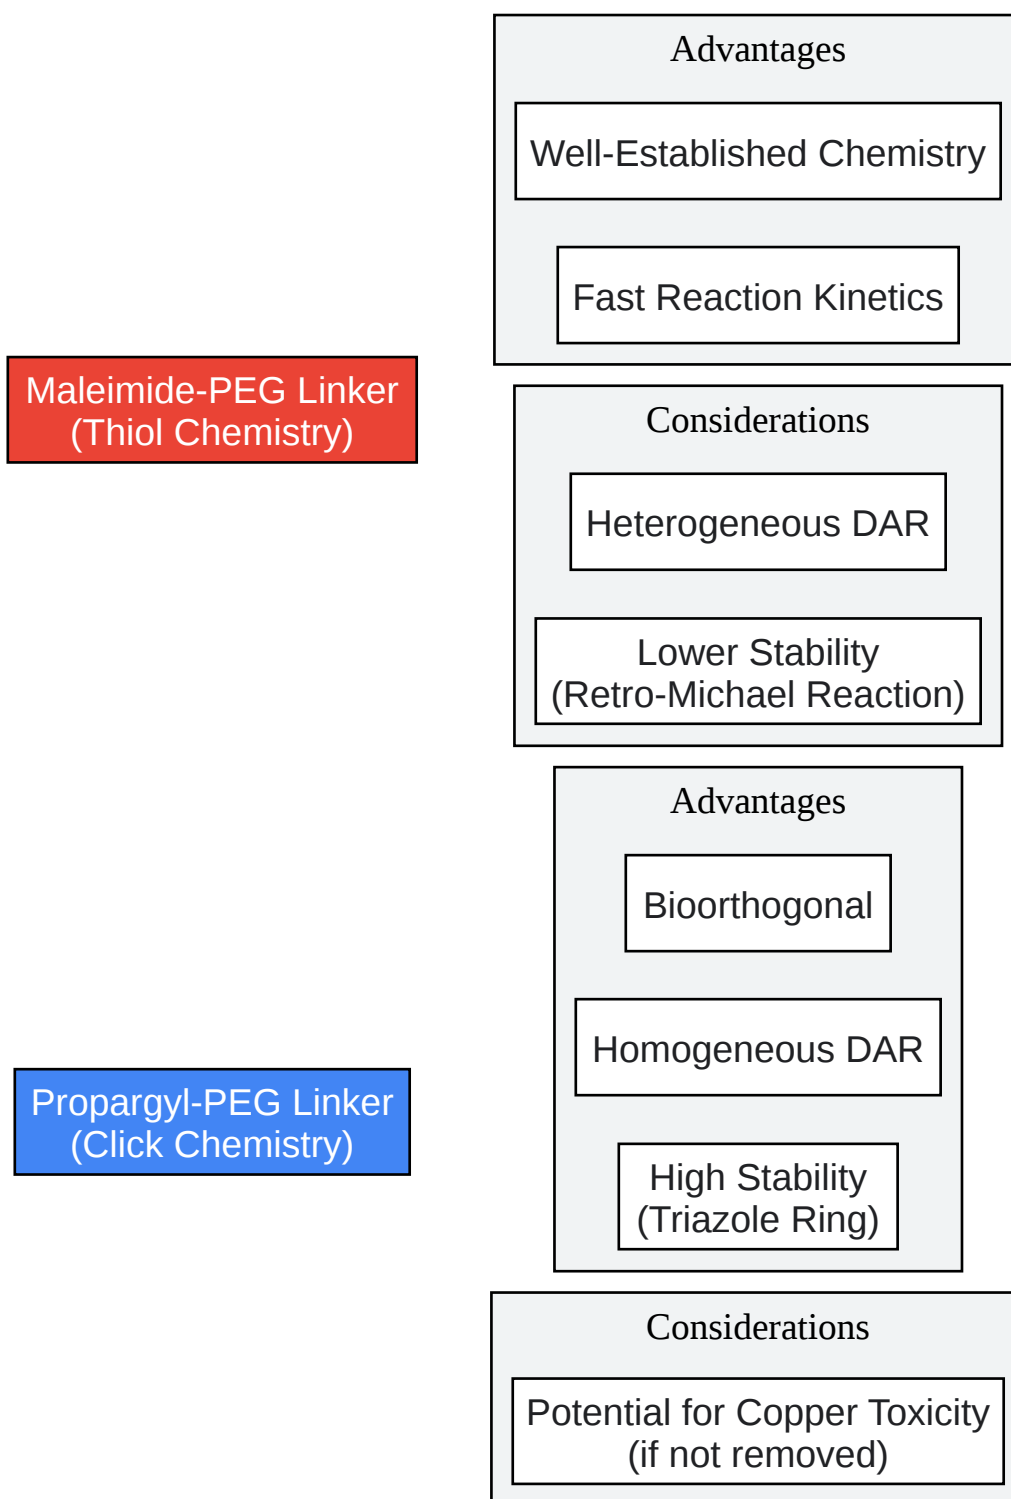 Advantages
Well-Established Chemistry
Fast Reaction Kinetics
Maleimide-PEG Linker
(Thiol Chemistry)
Considerations
Heterogeneous DAR
Lower Stability
(Retro-Michael Reaction)
Advantages
Bioorthogonal
Homogeneous DAR
Propargyl-PEG Linker
(Click Chemistry)
High Stability
(Triazole Ring)
Considerations
Potential for Copper Toxicity
(if not removed)